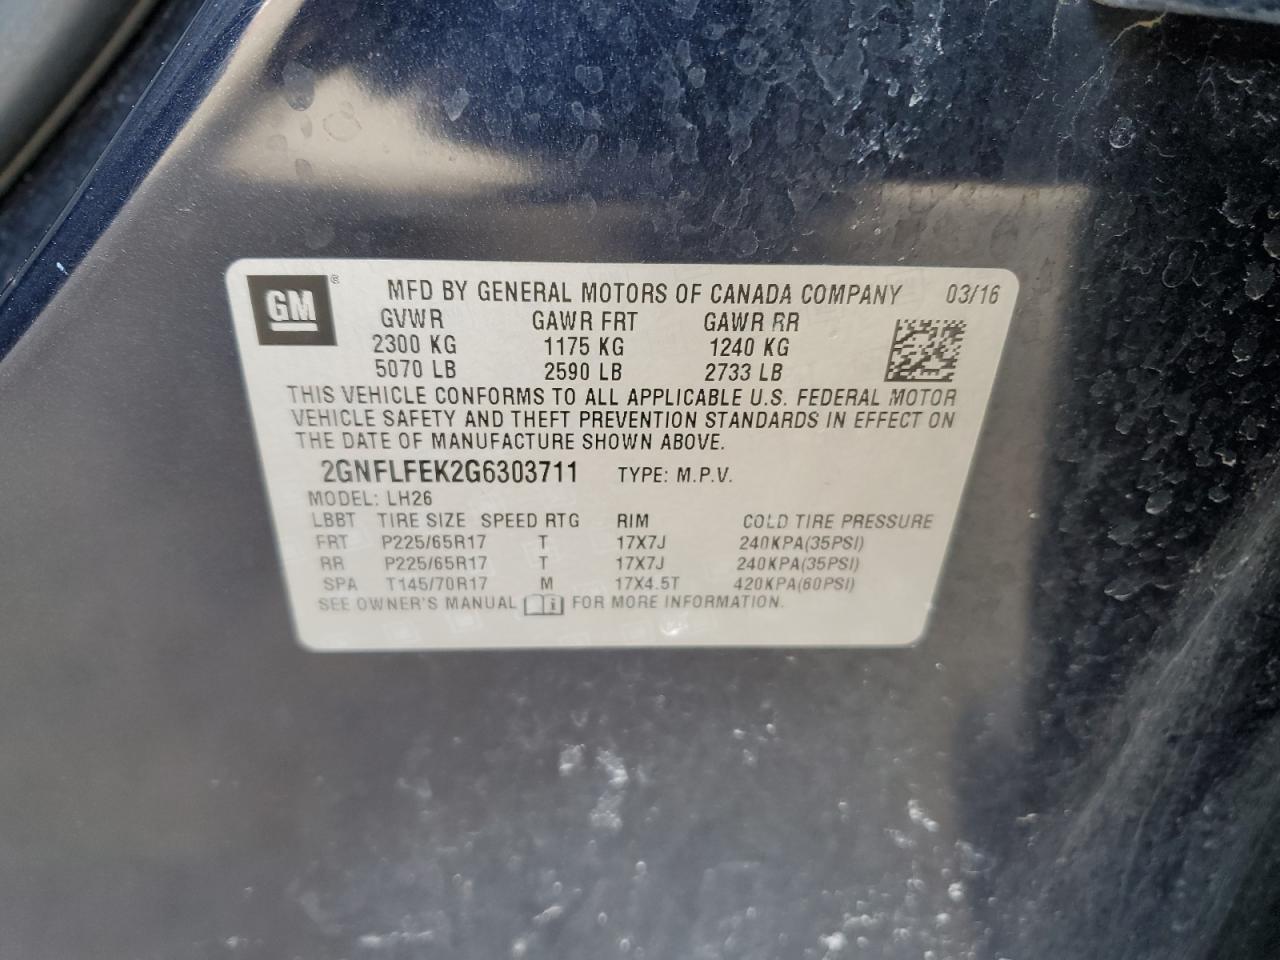 GM ® MFD BY GENERAL MOTORS OF CANADA COMPANY 03/16
GVWR GAWR FRT GAWR RR
2300 KG 1175 KG 1240 KG
5070 LB 2590 LB 2733 LB
THIS VEHICLE CONFORMS TO ALL APPLICABLE U.S. FEDERAL MOTOR
VEHICLE SAFETY AND THEFT PREVENTION STANDARDS IN EFFECT ON
THE DATE OF MANUFACTURE SHOWN ABOVE.
2GNFLFEK2G6303711 TYPE: M.P.V.
MODEL: LH26
LBBT TIRE SIZE SPEED RTG RIM COLD TIRE PRESSURE
FRT P225/65R17 T 17X7J 240KPA(35PSI)
RR P225/65R17 T 17X7J 240KPA(35PSI)
SPA T145/70R17 M 17X4.5T 420KPA(60PSI)
SEE OWNER'S MANUAL i FOR MORE INFORMATION.